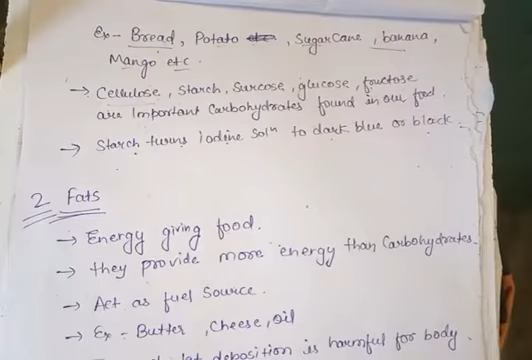 Ex- Bread, Potato, Sugarcane, banana,
Mango etc.
→ Cellulose, Starch, Surcose, glucose, fructose
are Important Carbohydrates found in our food.
→ Starch turns iodine solⁿ to dark blue or black.
2 Fats
→ Energy giving food.
→ they provide more energy than Carbohydrates.
→ Act as fuel Source.
→ Ex - Butter, Cheese, Oil
deposition is harmful for body.